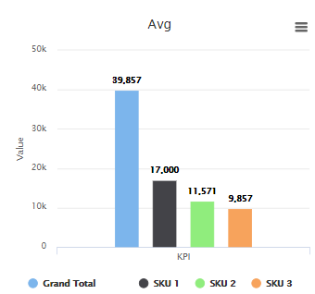 Avg
50k
40k
30k
20k
10k
0
Value
39,857
17,000
11,571
9,857
KPI
Grand Total SKU 1 SKU 2 SKU 3